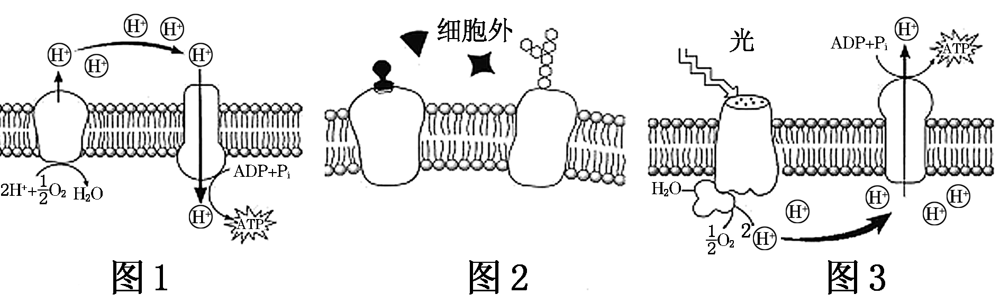 H⁺ H⁺
H⁺ H⁺
H⁺
ADP+Pᵢ
2H⁺+1/2O₂ H₂O
H⁺
ATP
图1
细胞外
图2
光
H⁺
ADP+Pᵢ
ATP
H₂O
H⁺ H⁺
H⁺ H⁺
1/2O₂ 2 H⁺
图3